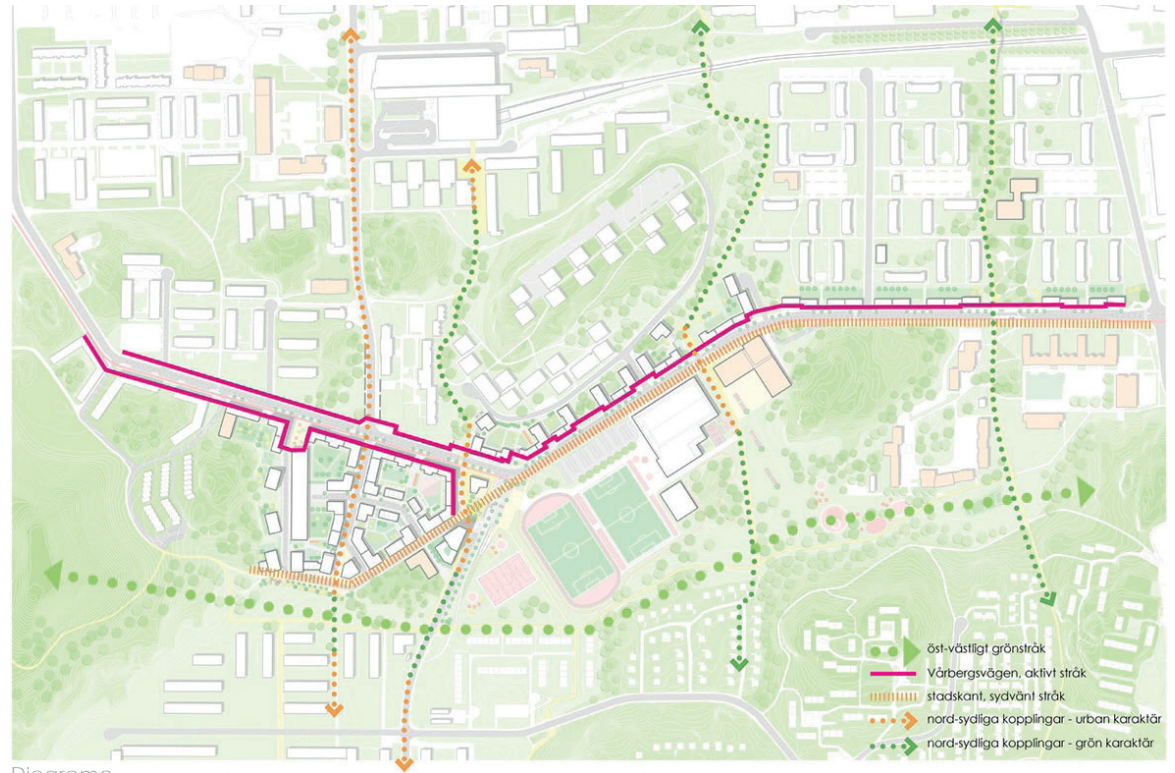 öst-västligt grönstråk
Vårbergsvägen, aktivt stråk
stadskant, sydvänt stråk
nord-sydliga kopplingar - urban karaktär
nord-sydliga kopplingar - grön karaktär